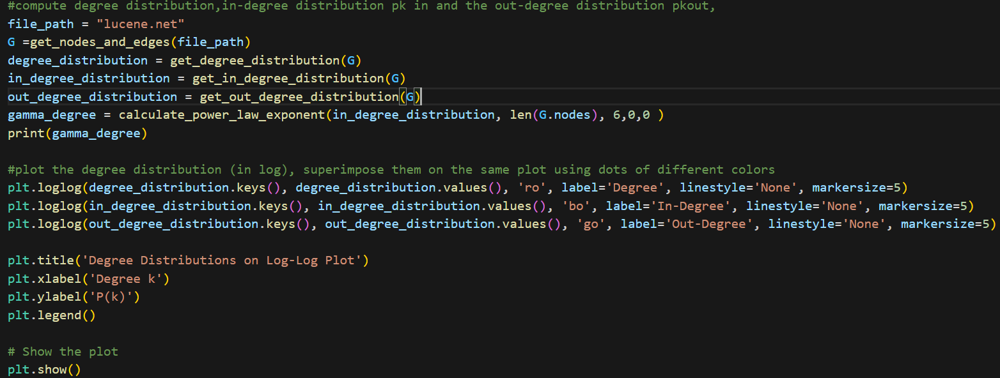 #compute degree distribution,in-degree distribution pk in and the out-degree distribution pkout,
file_path = "lucene.net"
G =get_nodes_and_edges(file_path)
degree_distribution = get_degree_distribution(G)
in_degree_distribution = get_in_degree_distribution(G)
out_degree_distribution = get_out_degree_distribution(G)
gamma_degree = calculate_power_law_exponent(in_degree_distribution, len(G.nodes), 6,0,0 )
print(gamma_degree)
#plot the degree distribution (in log), superimpose them on the same plot using dots of different colors
plt.loglog(degree_distribution.keys(), degree_distribution.values(), 'ro', label='Degree', linestyle='None', markersize=5)
plt.loglog(in_degree_distribution.keys(), in_degree_distribution.values(), 'bo', label='In-Degree', linestyle='None', markersize=5)
plt.loglog(out_degree_distribution.keys(), out_degree_distribution.values(), 'go', label='Out-Degree', linestyle='None', markersize=5)
plt.title('Degree Distributions on Log-Log Plot')
plt.xlabel('Degree k')
plt.ylabel('P(k)')
plt.legend()
# Show the plot
plt.show()